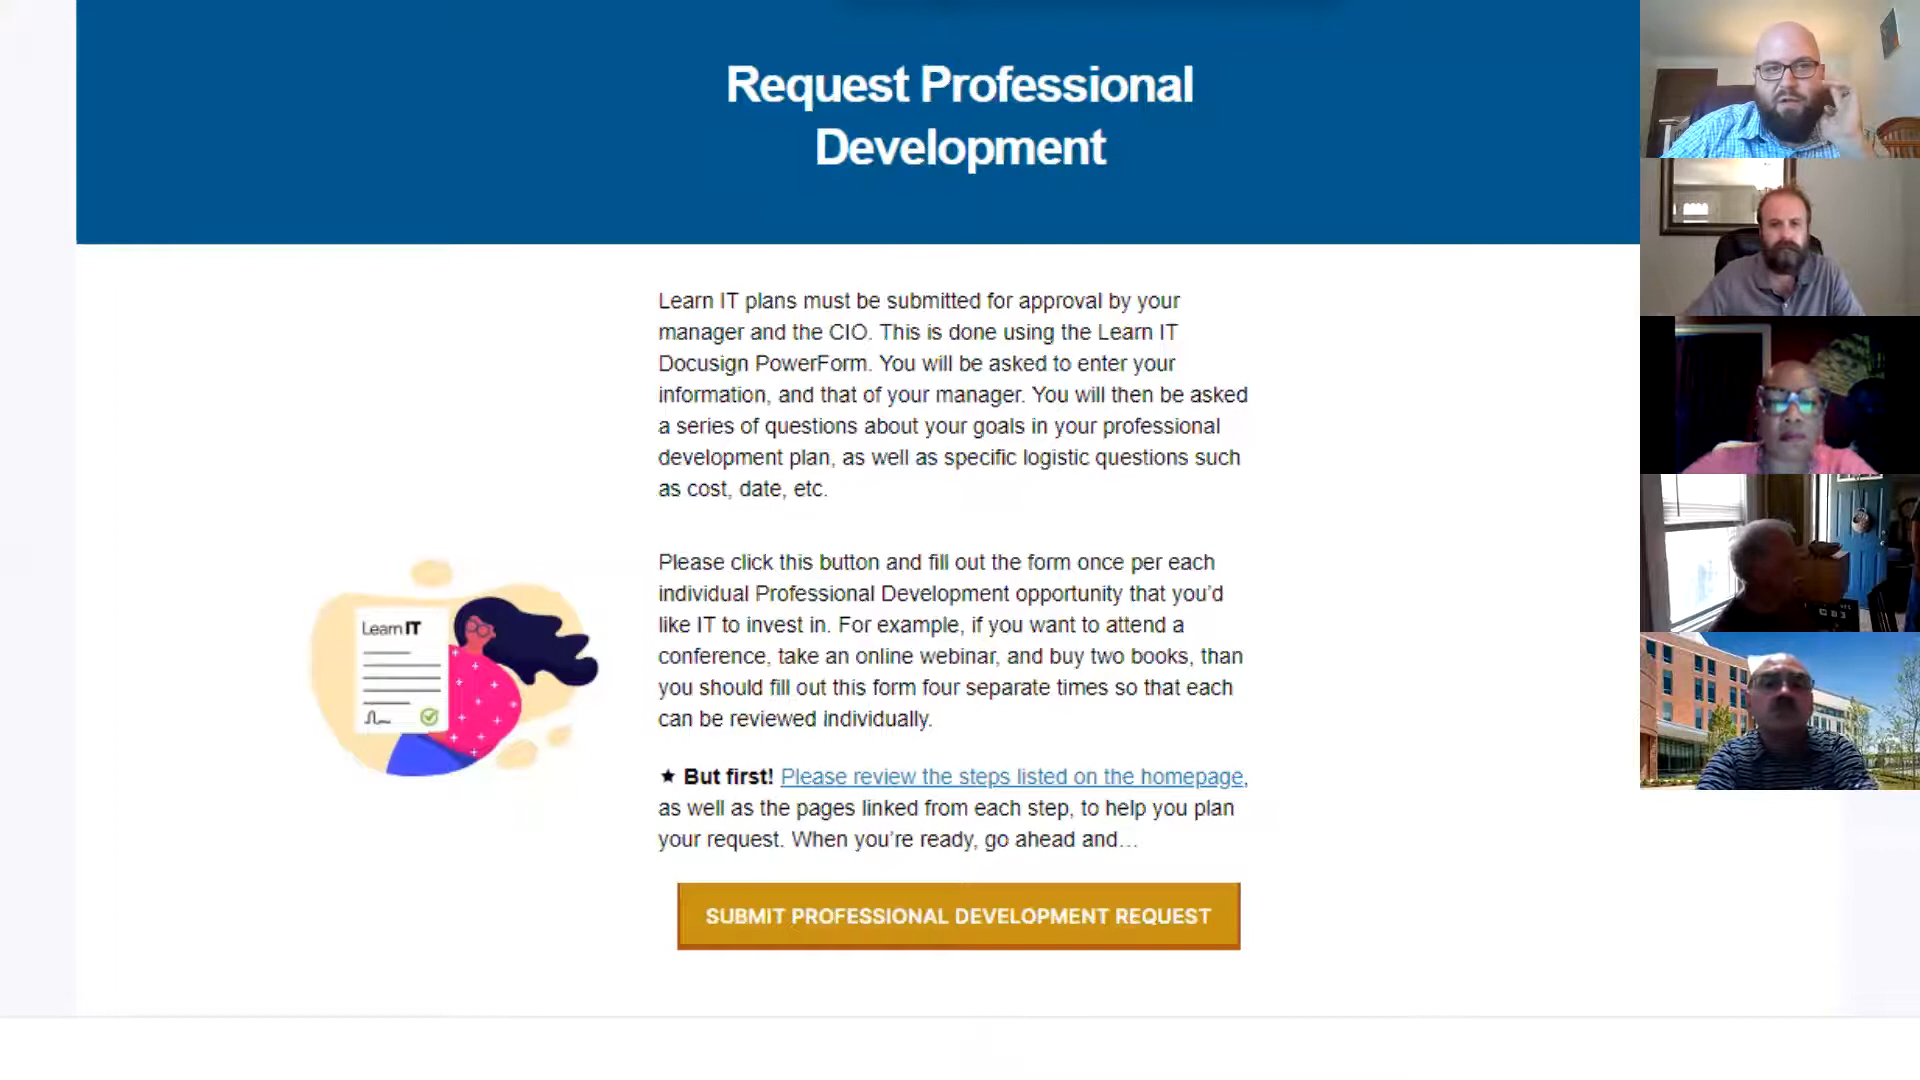 Request Professional
Development
Learn IT plans must be submitted for approval by your
manager and the CIO. This is done using the Learn IT
Docusign PowerForm. You will be asked to enter your
information, and that of your manager. You will then be asked
a series of questions about your goals in your professional
development plan, as well as specific logistic questions such
as cost, date, etc.
Please click this button and fill out the form once per each
individual Professional Development opportunity that you'd
like IT to invest in. For example, if you want to attend a
conference, take an online webinar, and buy two books, than
you should fill out this form four separate times so that each
can be reviewed individually.
Learn IT
★ But first! Please review the steps listed on the homepage,
as well as the pages linked from each step, to help you plan
your request. When you're ready, go ahead and…
SUBMIT PROFESSIONAL DEVELOPMENT REQUEST